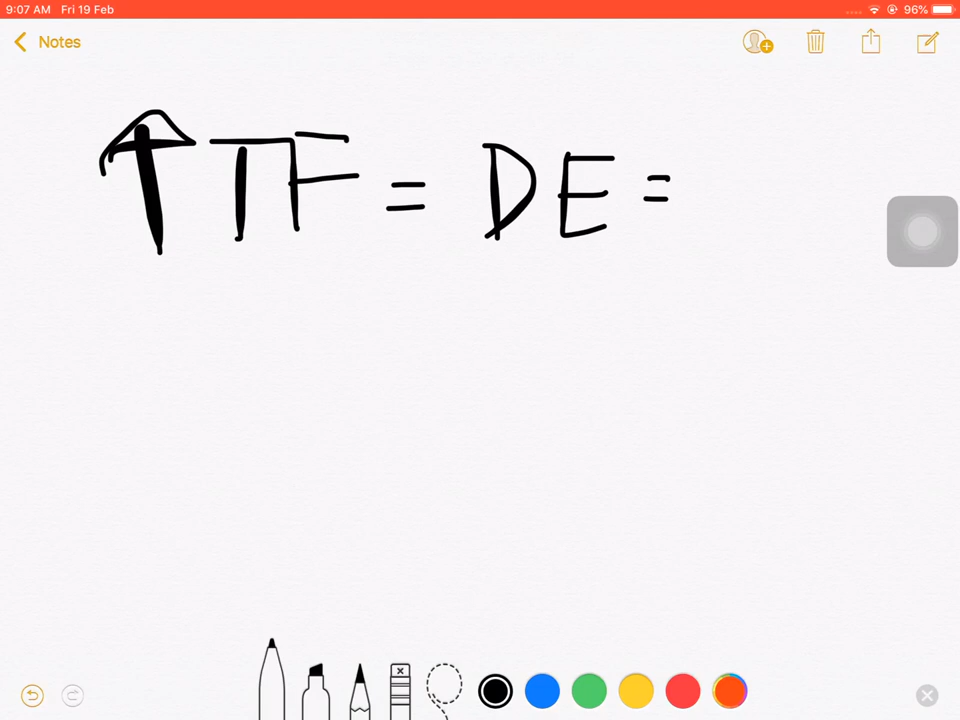 9:07 AM Fri 19 Feb 96%
Notes
↑ TF = DE =